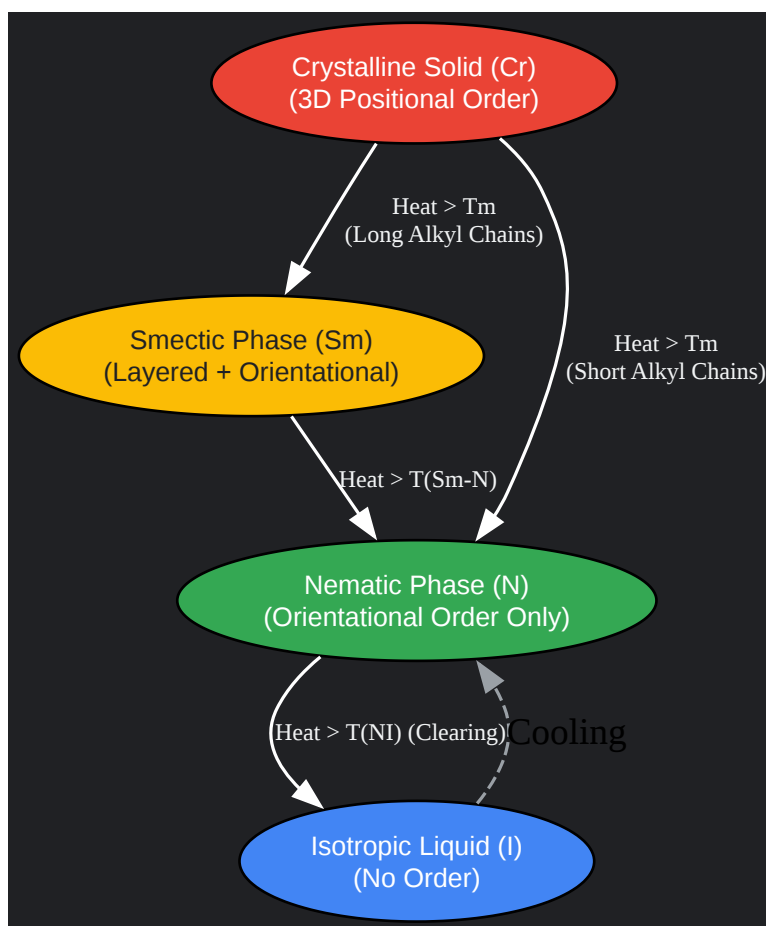 Crystalline Solid (Cr)
(3D Positional Order)
Heat > Tm
(Long Alkyl Chains)
Smectic Phase (Sm)
(Layered + Orientational)
Heat > Tm
(Short Alkyl Chains)
Heat > T(Sm-N)
Nematic Phase (N)
(Orientational Order Only)
Heat > T(NI) (Clearing)
Cooling
Isotropic Liquid (I)
(No Order)